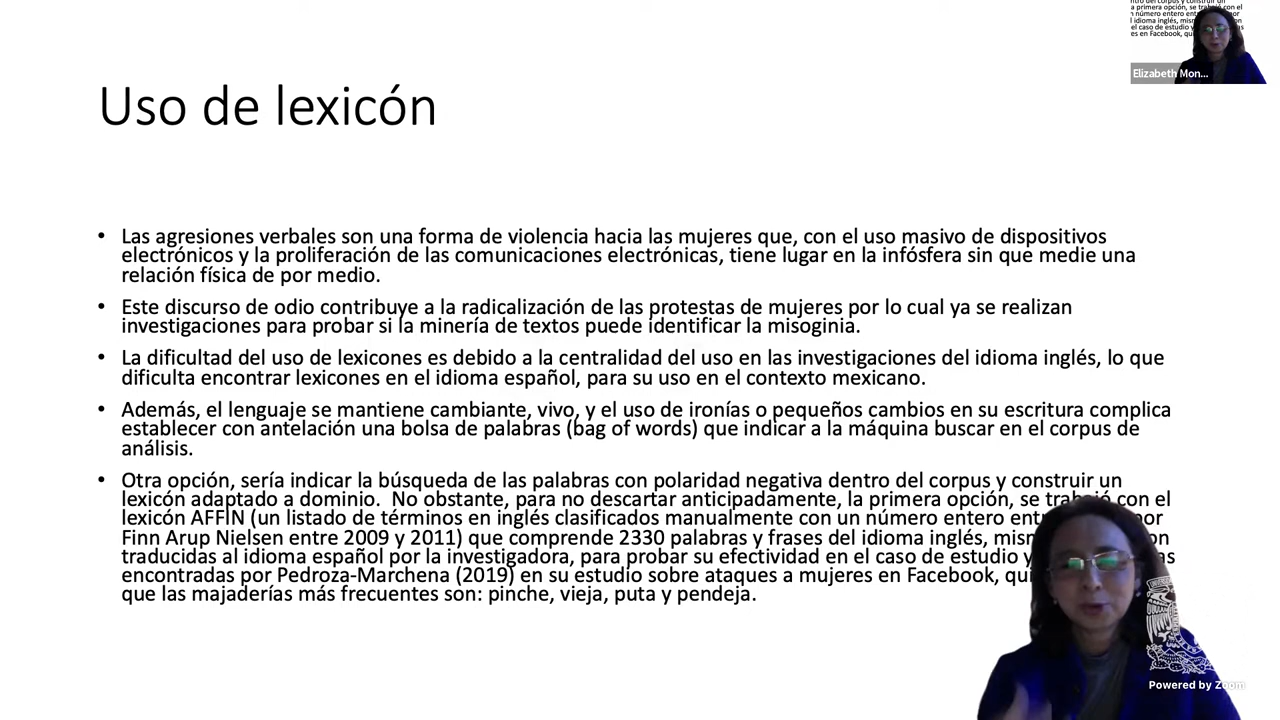 Uso de lexicón
• Las agresiones verbales son una forma de violencia hacia las mujeres que, con el uso masivo de dispositivos
electrónicos y la proliferación de las comunicaciones electrónicas, tiene lugar en la infósfera sin que medie una
relación física de por medio.
• Este discurso de odio contribuye a la radicalización de las protestas de mujeres por lo cual ya se realizan
investigaciones para probar si la minería de textos puede identificar la misoginia.
• La dificultad del uso de lexicones es debido a la centralidad del uso en las investigaciones del idioma inglés, lo que
dificulta encontrar lexicones en el idioma español, para su uso en el contexto mexicano.
• Además, el lenguaje se mantiene cambiante, vivo, y el uso de ironías o pequeños cambios en su escritura complica
establecer con antelación una bolsa de palabras (bag of words) que indicar a la máquina buscar en el corpus de
análisis.
• Otra opción, sería indicar la búsqueda de las palabras con polaridad negativa dentro del corpus y construir un
lexicón adaptado a dominio. No obstante, para no descartar anticipadamente, la primera opción, se trabajó con el
lexicón AFFIN (un listado de términos en inglés clasificados manualmente con un número entero por
Finn Arup Nielsen entre 2009 y 2011) que comprende 2330 palabras y frases del idioma inglés,
traducidas al idioma español por la investigadora, para probar su efectividad en el caso de estudio y
encontradas por Pedroza-Marchena (2019) en su estudio sobre ataques a mujeres en Facebook,
que las majaderías más frecuentes son: pinche, vieja, puta y pendeja.
a primera opción, se trabajó con el
es en Facebook,
Elizabeth Mon...
Powered by Zoom